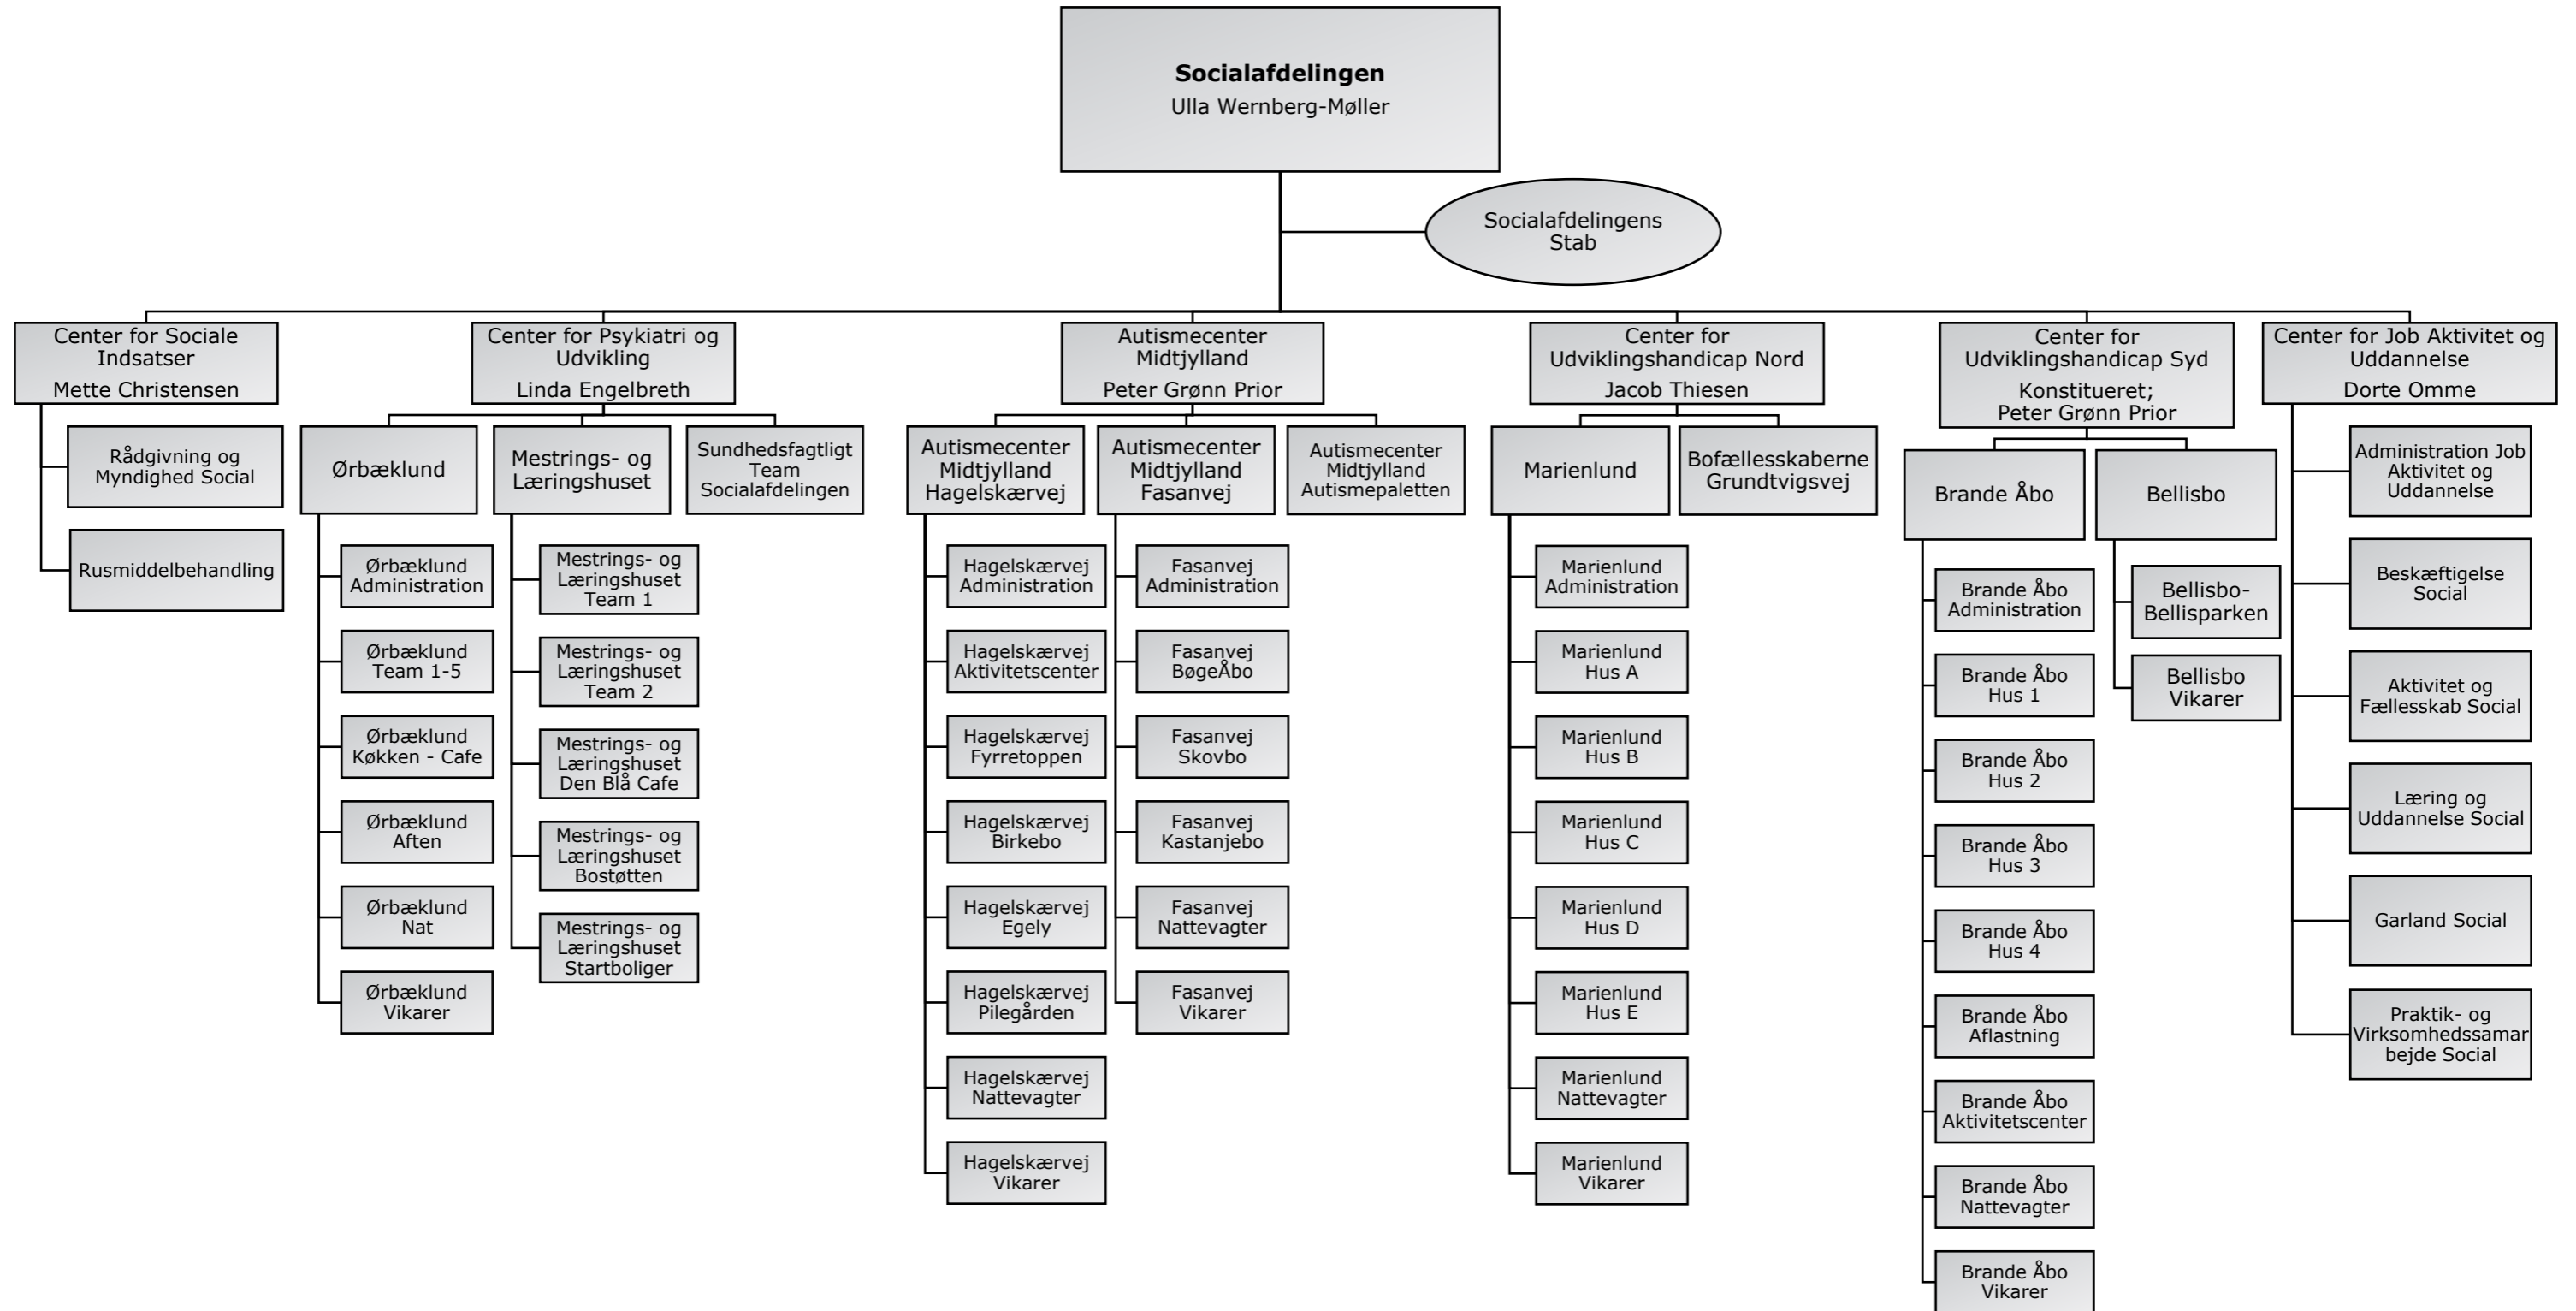 Socialafdelingen
Ulla Wernberg-Møller
Socialafdelingens
Stab
Center for Sociale
Indsatser
Mette Christensen
Rådgivning og
Myndighed Social
Rusmiddelbehandling
Center for Psykiatri og
Udvikling
Linda Engelbreth
Ørbæklund
Ørbæklund
Administration
Ørbæklund
Team 1-5
Ørbæklund
Køkken - Cafe
Ørbæklund
Aften
Ørbæklund
Nat
Ørbæklund
Vikarer
Mestrings- og
Læringshuset
Mestrings- og
Læringshuset
Team 1
Mestrings- og
Læringshuset
Team 2
Mestrings- og
Læringshuset
Den Blå Cafe
Mestrings- og
Læringshuset
Bostøtten
Mestrings- og
Læringshuset
Startboliger
Sundhedsfagtligt
Team
Socialafdelingen
Autismecenter
Midtjylland
Peter Grønn Prior
Autismecenter
Midtjylland
Hagelskærvej
Hagelskærvej
Administration
Hagelskærvej
Aktivitetscenter
Hagelskærvej
Fyrretoppen
Hagelskærvej
Birkebo
Hagelskærvej
Egely
Hagelskærvej
Pilegården
Hagelskærvej
Nattevagter
Hagelskærvej
Vikarer
Autismecenter
Midtjylland
Fasanvej
Fasanvej
Administration
Fasanvej
BøgeÅbo
Fasanvej
Skovbo
Fasanvej
Kastanjebo
Fasanvej
Nattevagter
Fasanvej
Vikarer
Autismecenter
Midtjylland
Autismepaletten
Center for
Udviklingshandicap Nord
Jacob Thiesen
Marienlund
Marienlund
Administration
Marienlund
Hus A
Marienlund
Hus B
Marienlund
Hus C
Marienlund
Hus D
Marienlund
Hus E
Marienlund
Nattevagter
Marienlund
Vikarer
Bofællesskaberne
Grundtvigsvej
Center for
Udviklingshandicap Syd
Konstitueret;
Peter Grønn Prior
Brande Åbo
Brande Åbo
Administration
Brande Åbo
Hus 1
Brande Åbo
Hus 2
Brande Åbo
Hus 3
Brande Åbo
Hus 4
Brande Åbo
Aflastning
Brande Åbo
Aktivitetscenter
Brande Åbo
Nattevagter
Brande Åbo
Vikarer
Bellisbo
Bellisbo-
Bellisparken
Bellisbo
Vikarer
Center for Job Aktivitet og
Uddannelse
Dorte Omme
Administration Job
Aktivitet og
Uddannelse
Beskæftigelse
Social
Aktivitet og
Fællesskab Social
Læring og
Uddannelse Social
Garland Social
Praktik- og
Virksomhedssamar
bejde Social